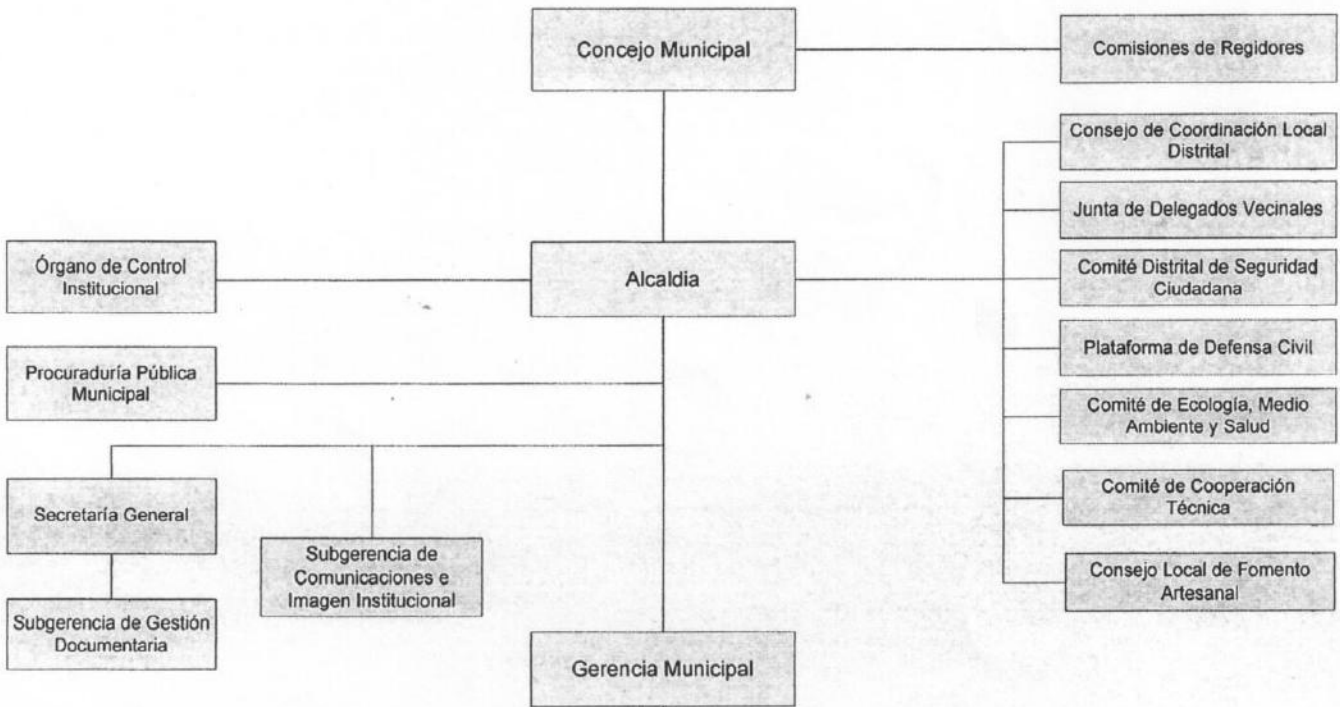 Concejo Municipal
Comisiones de Regidores
Consejo de Coordinación Local
Distrital
Junta de Delegados Vecinales
Órgano de Control
Institucional
Alcaldia
Comité Distrital de Seguridad
Ciudadana
Procuraduría Pública
Municipal
Plataforma de Defensa Civil
Comité de Ecología, Medio
Ambiente y Salud
Secretaría General
Comité de Cooperación
Técnica
Subgerencia de
Comunicaciones e
Imagen Institucional
Consejo Local de Fomento
Artesanal
Subgerencia de Gestión
Documentaria
Gerencia Municipal